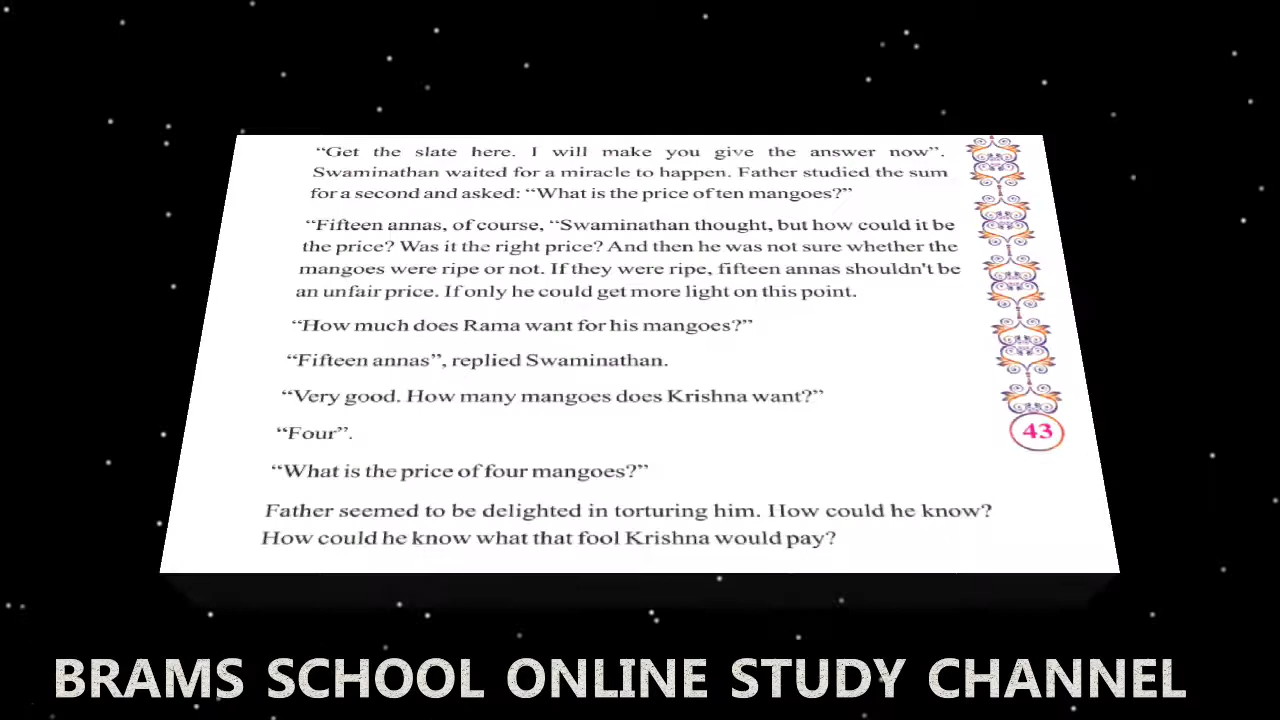 “Get the slate here. I will make you give the answer now”.
Swaminathan waited for a miracle to happen. Father studied the sum
for a second and asked: “What is the price of ten mangoes?”
“Fifteen annas, of course, “Swaminathan thought, but how could it be
the price? Was it the right price? And then he was not sure whether the
mangoes were ripe or not. If they were ripe, fifteen annas shouldn't be
an unfair price. If only he could get more light on this point.
“How much does Rama want for his mangoes?”
“Fifteen annas”, replied Swaminathan.
“Very good. How many mangoes does Krishna want?”
“Four”.
“What is the price of four mangoes?”
Father seemed to be delighted in torturing him. How could he know?
How could he know what that fool Krishna would pay?
43
BRAMS SCHOOL ONLINE STUDY CHANNEL